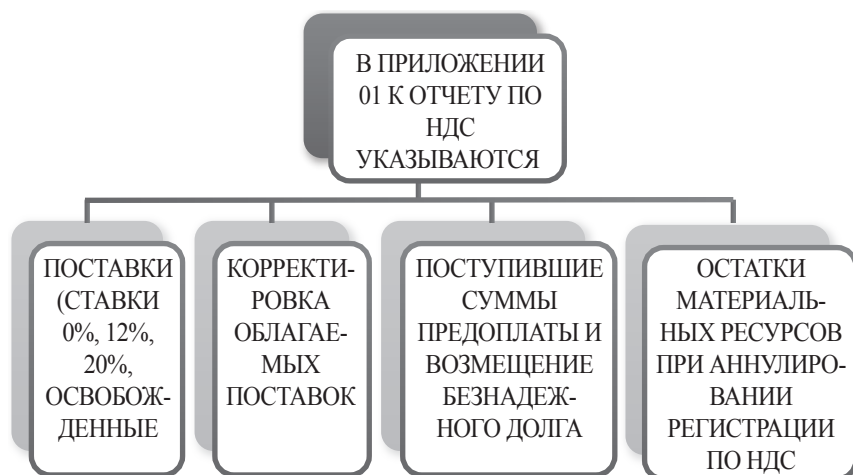 В ПРИЛОЖЕНИИ
01 К ОТЧЕТУ ПО
НДС
УКАЗЫВАЮТСЯ
ПОСТАВКИ
(СТАВКИ
0%, 12%,
20%,
ОСВОБОЖ-
ДЕННЫЕ
КОРРЕКТИ-
РОВКА
ОБЛАГАЕ-
МЫХ
ПОСТАВОК
ПОСТУПИВШИЕ
СУММЫ
ПРЕДОПЛАТЫ И
ВОЗМЕЩЕНИЕ
БЕЗНАДЕЖ-
НОГО ДОЛГА
ОСТАТКИ
МАТЕРИАЛЬ-
НЫХ РЕСУРСОВ
ПРИ АННУЛИРО-
ВАНИИ
РЕГИСТРАЦИИ
ПО НДС